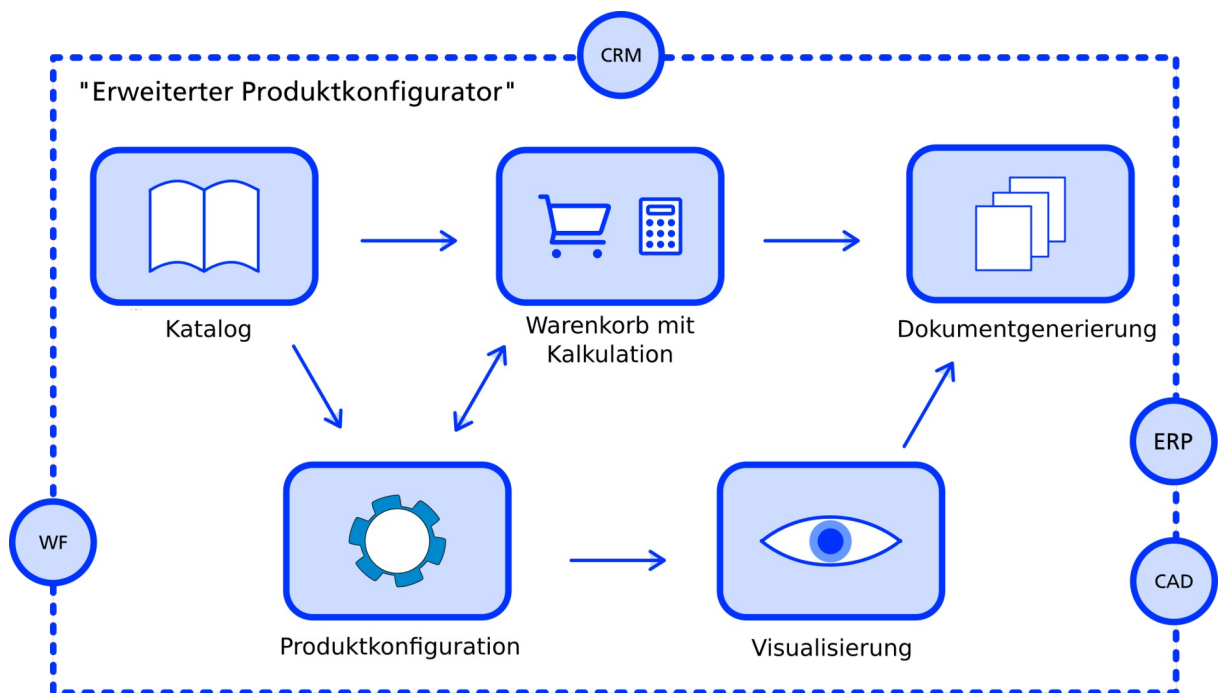 CRM
"Erweiterter Produktkonfigurator"
Katalog
Warenkorb mit
Kalkulation
Dokumentgenerierung
ERP
WF
CAD
Produktkonfiguration
Visualisierung